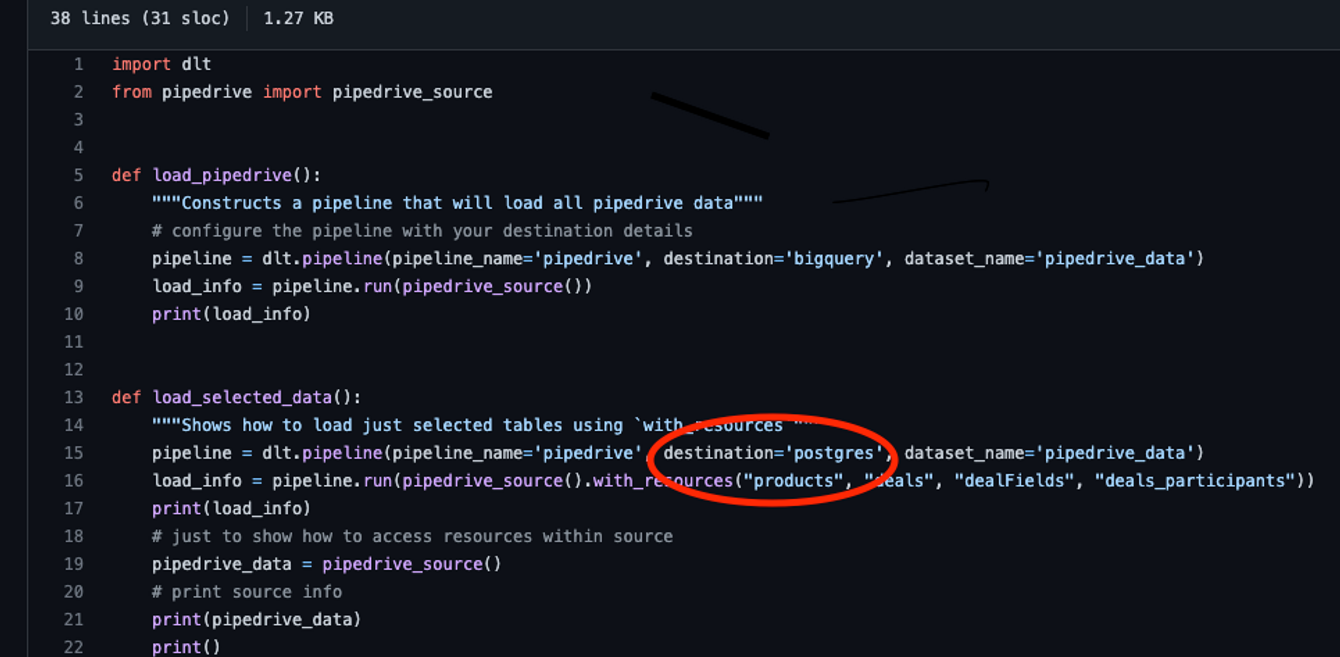 38 lines (31 sloc) 1.27 KB
1 import dlt
2 from pipedrive import pipedrive_source
3
4
5 def load_pipedrive():
6 """Constructs a pipeline that will load all pipedrive data"""
7 # configure the pipeline with your destination details
8 pipeline = dlt.pipeline(pipeline_name='pipedrive', destination='bigquery', dataset_name='pipedrive_data')
9 load_info = pipeline.run(pipedrive_source())
10 print(load_info)
11
12
13 def load_selected_data():
14 """Shows how to load just selected tables using `with_resources`"""
15 pipeline = dlt.pipeline(pipeline_name='pipedrive', destination='postgres', dataset_name='pipedrive_data')
16 load_info = pipeline.run(pipedrive_source().with_resources("products", "deals", "dealFields", "deals_participants"))
17 print(load_info)
18 # just to show how to access resources within source
19 pipedrive_data = pipedrive_source()
20 # print source info
21 print(pipedrive_data)
22 print()